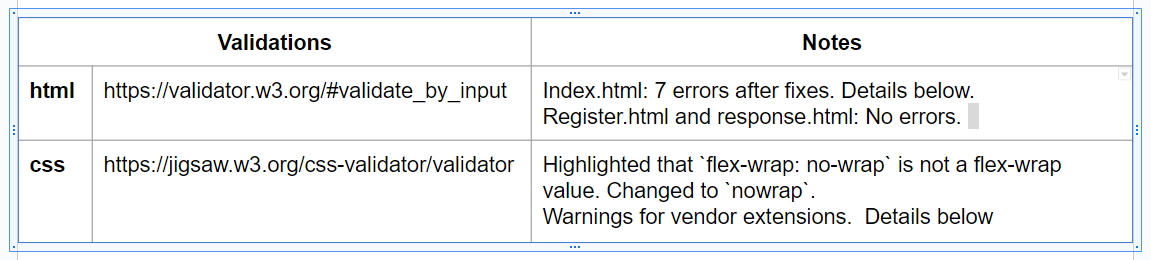 Validations Notes
html https://validator.w3.org/#validate_by_input Index.html: 7 errors after fixes. Details below.
Register.html and response.html: No errors.
css https://jigsaw.w3.org/css-validator/validator Highlighted that `flex-wrap: no-wrap` is not a flex-wrap
value. Changed to `nowrap`.
Warnings for vendor extensions.  Details below